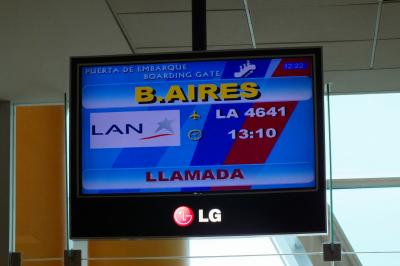 PUERTA DE EMBARQUE
BOARDING GATE
12:22
B.AIRES
LAN
LA 4641
13:10
LLAMADA
LG